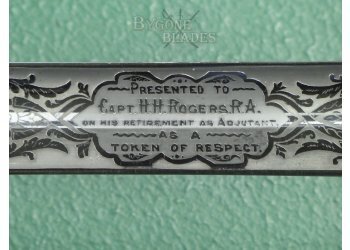 BYGONE
BLADES
PRESENTED TO
CAPT H.H. ROGERS, R.A.
ON HIS RETIREMENT AS ADJUTANT,
AS A
TOKEN OF RESPECT.